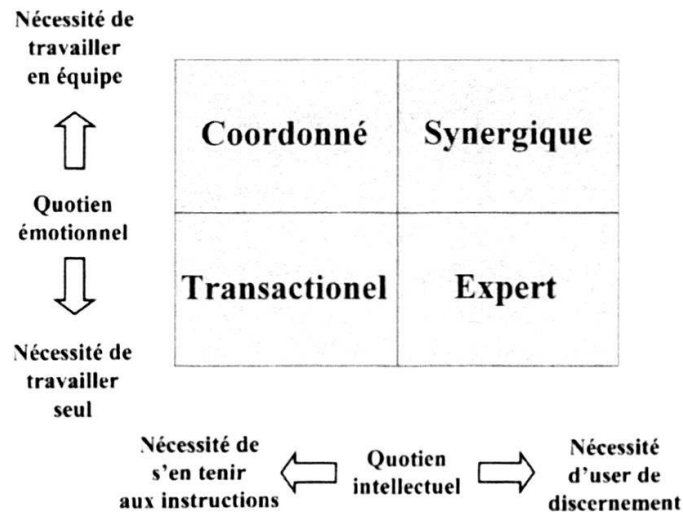 Nécessité de
travailler
en équipe
Coordonné
Synergique
Quotien
émotionnel
Transactionel
Expert
Nécessité de
travailler
seul
Nécessité de
s'en tenir
aux instructions
Quotien
intellectuel
Nécessité
d'user de
discernement